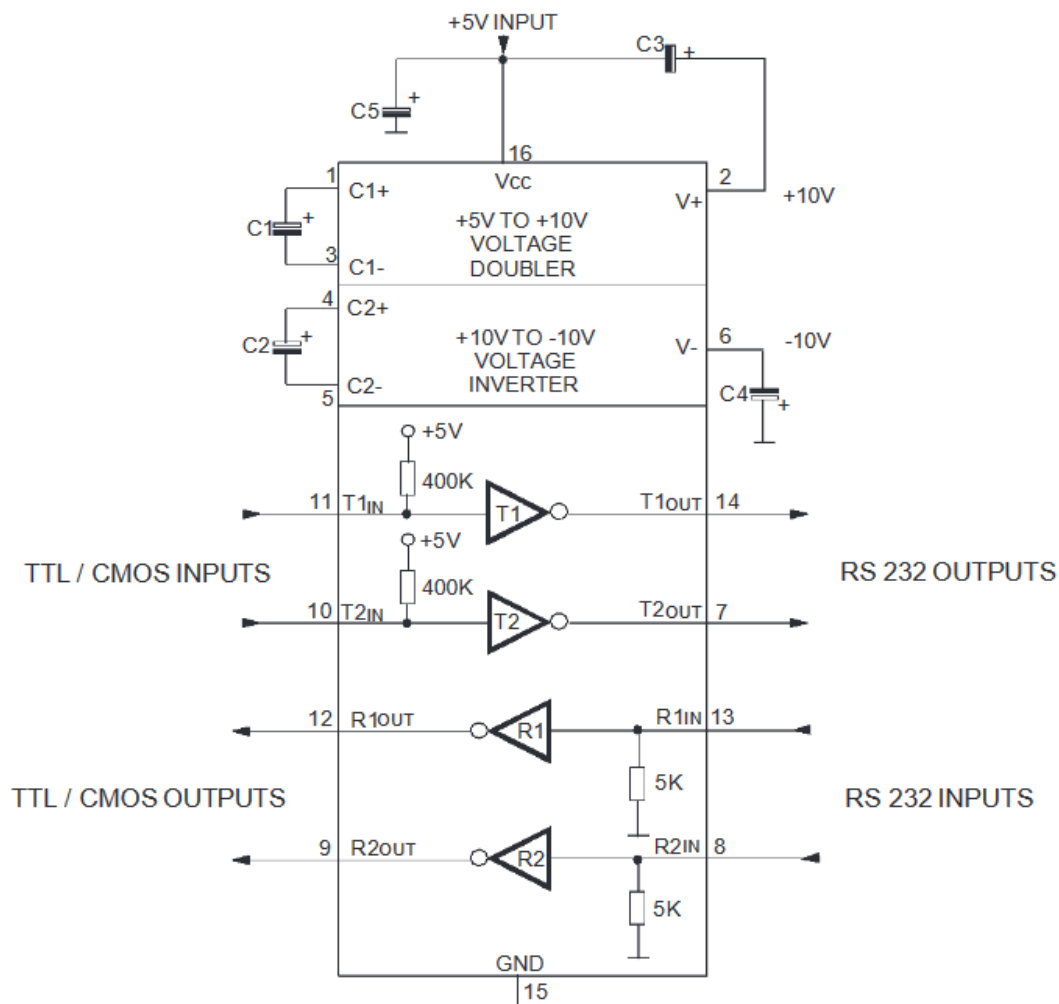 +5V INPUT
C3
+
C5
+
16
1
2
C1+
Vcc
V+
+10V
C1
+
+5V TO +10V
VOLTAGE
DOUBLER
3
C1-
4
C2+
6
C2
+
+10V TO -10V
VOLTAGE
INVERTER
V-
-10V
C2-
5
C4
+
+5V
400K
11
T1IN
T1
T1OUT
14
+5V
TTL / CMOS INPUTS
RS 232 OUTPUTS
400K
10
T2IN
T2
T2OUT
7
12
R1OUT
R1
R1IN
13
5K
TTL / CMOS OUTPUTS
RS 232 INPUTS
9
R2OUT
R2
R2IN
8
5K
GND
15